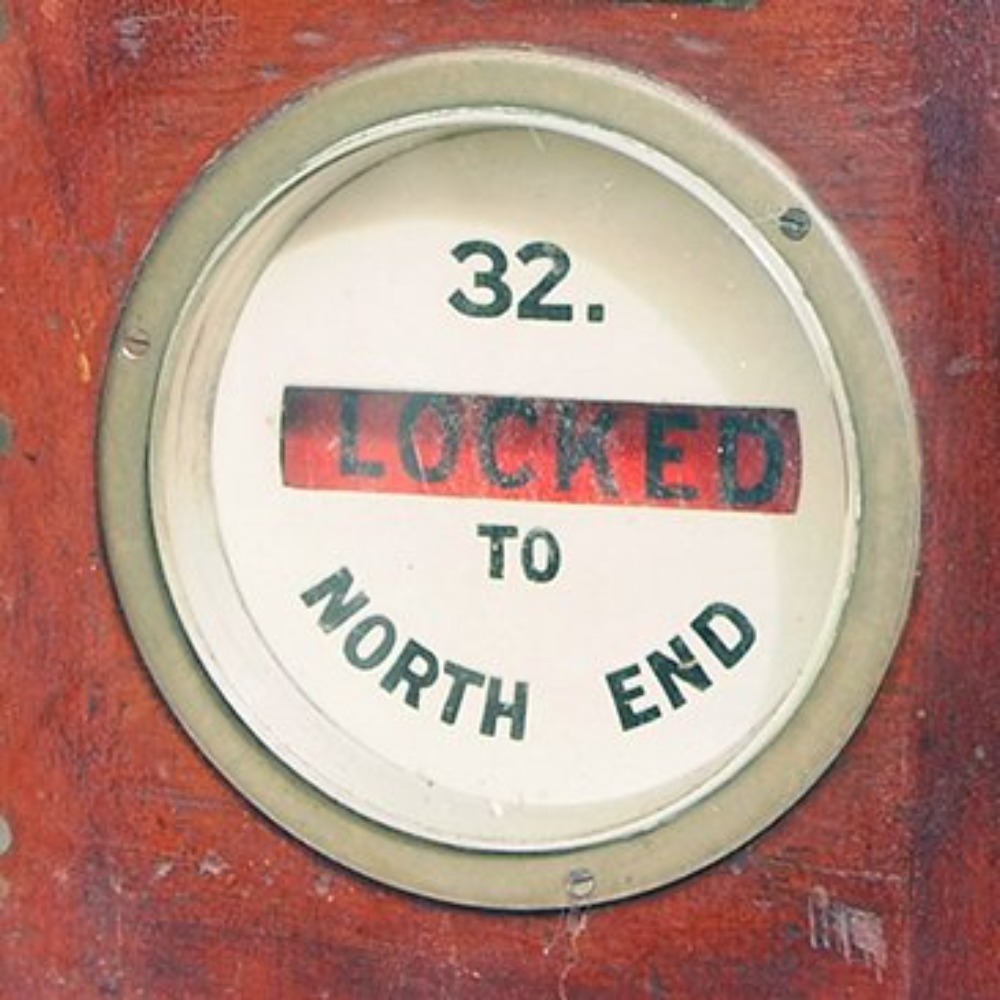 32.
LOCKED
TO
NORTH END